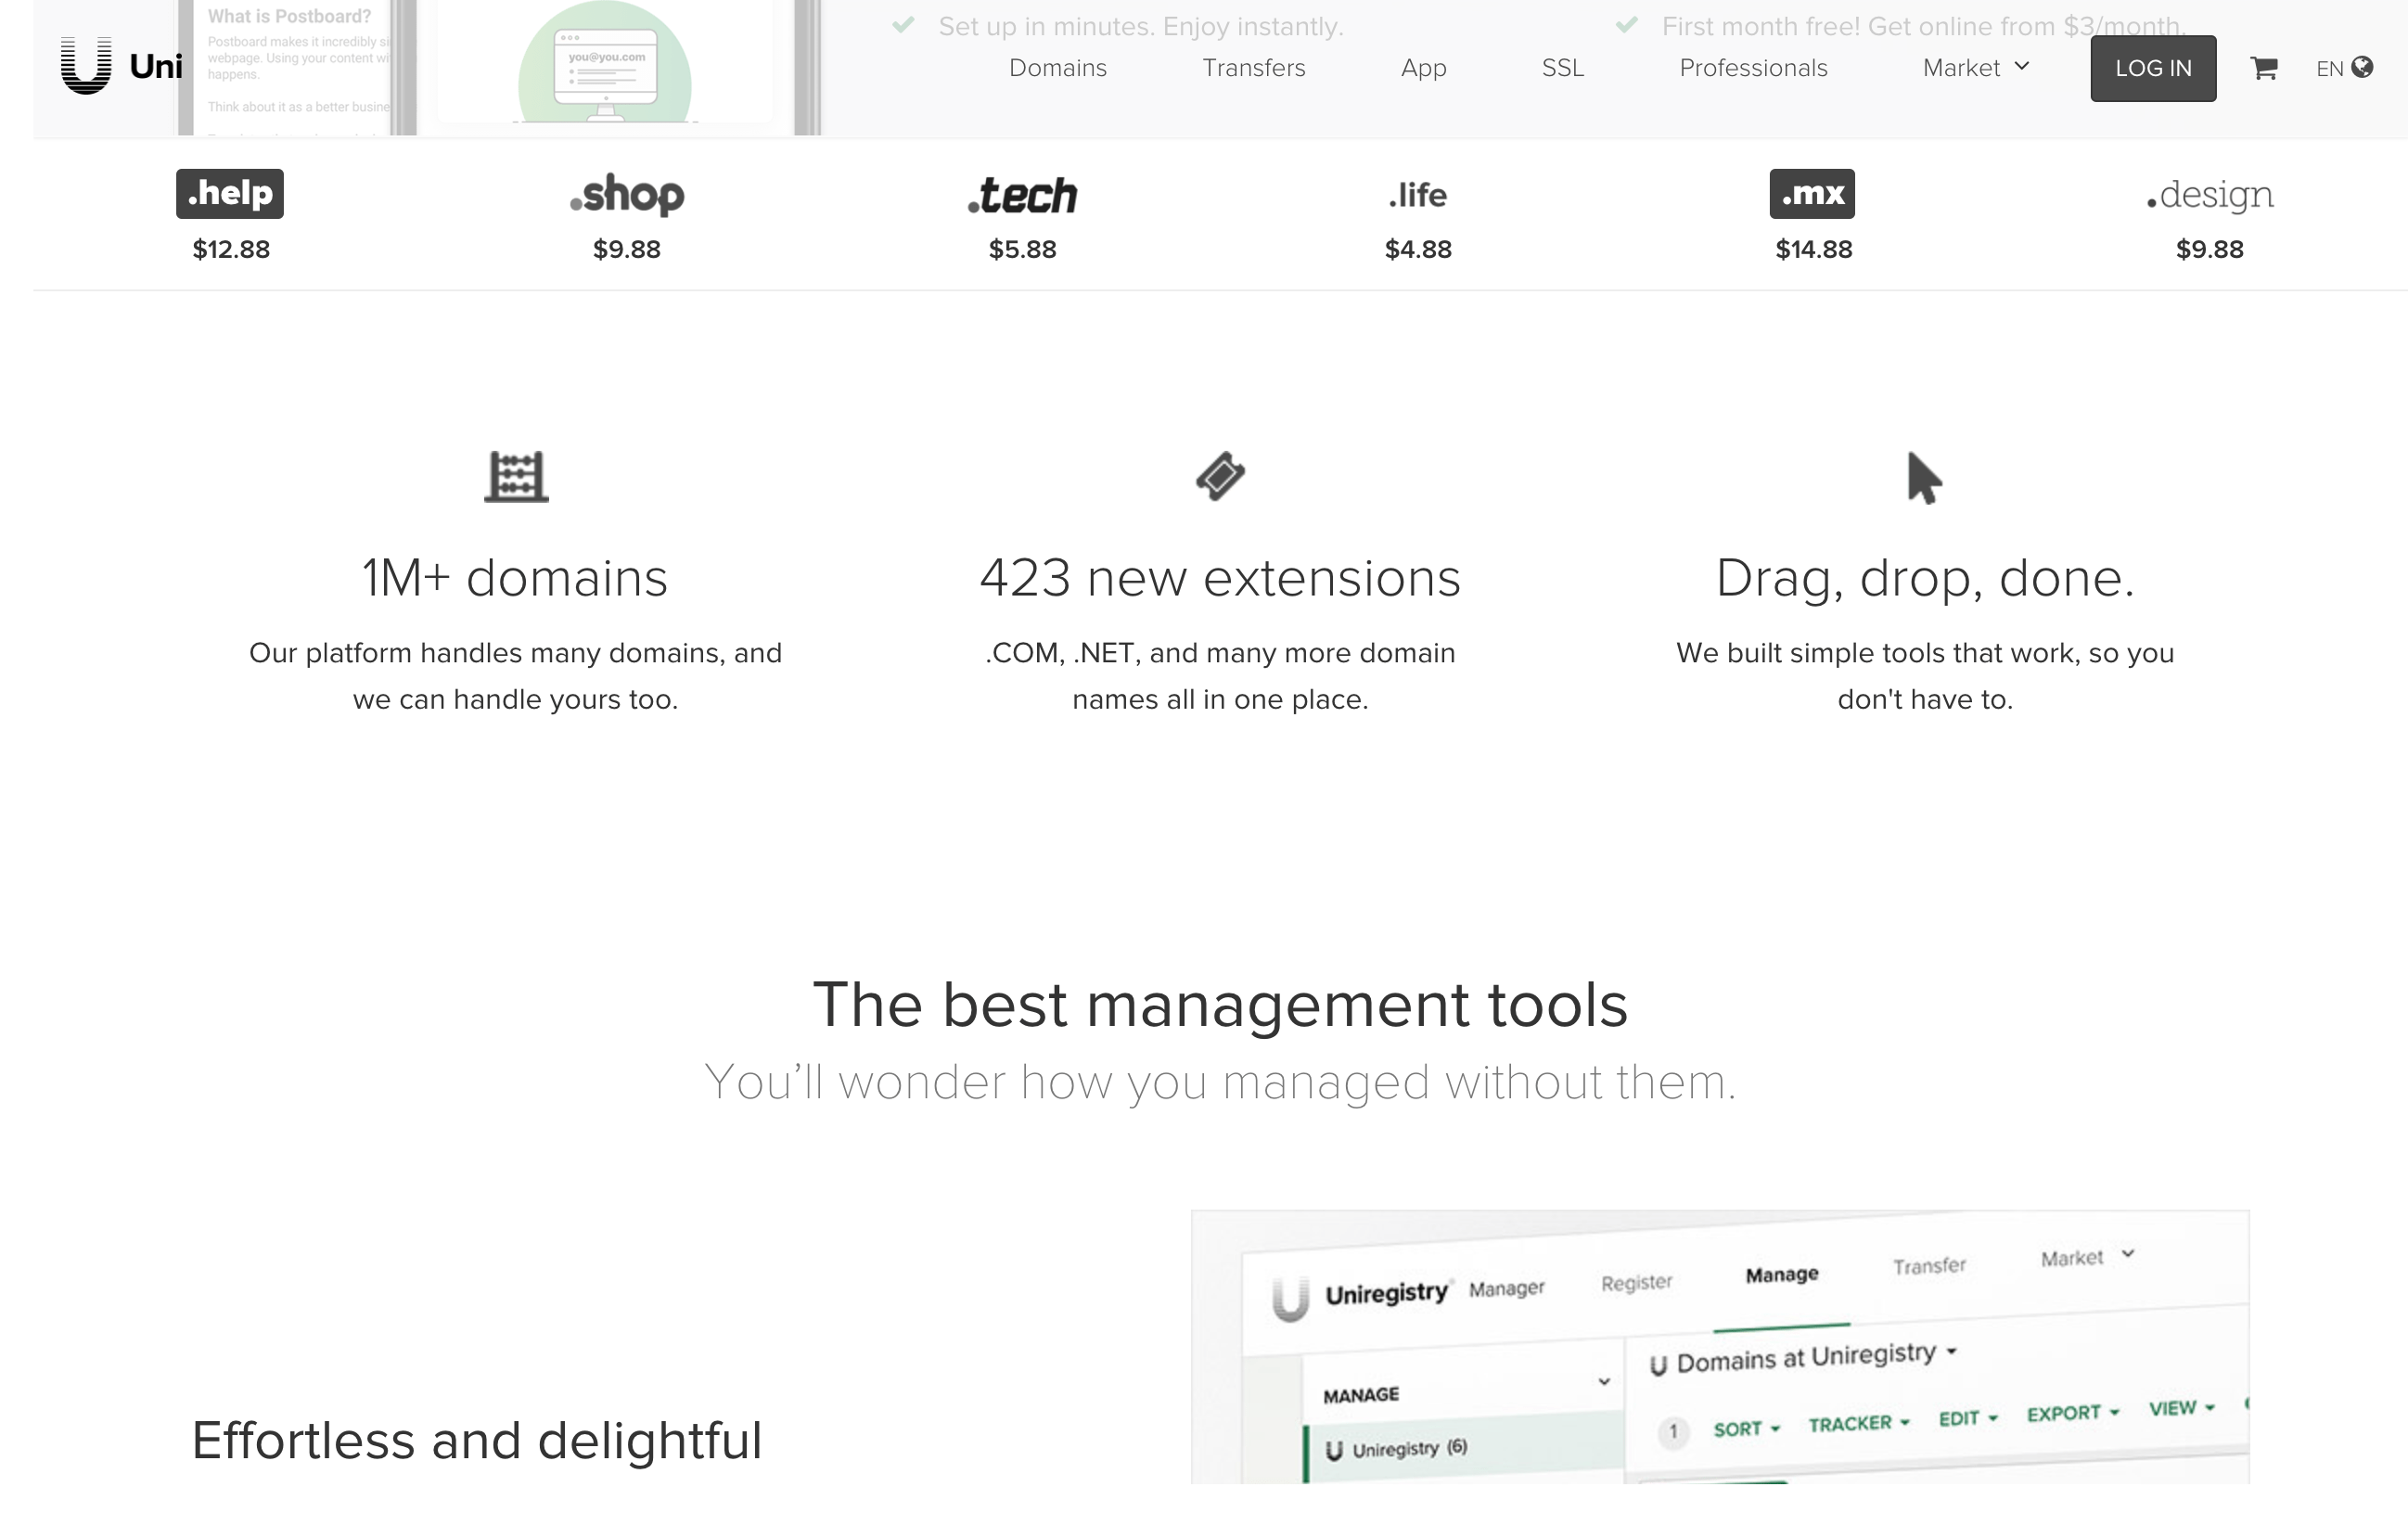 What is Postboard?
Postboard makes it incredibly si
webpage. Using your content wi
happens.
Think about it as a better busine
you@you.com
Set up in minutes. Enjoy instantly.
First month free! Get online from $3/month.
Uni
Domains
Transfers
App
SSL
Professionals
Market
LOG IN
EN
.help
$12.88
.shop
$9.88
.tech
$5.88
.life
$4.88
.mx
$14.88
.design
$9.88
1M+ domains
Our platform handles many domains, and
we can handle yours too.
423 new extensions
.COM, .NET, and many more domain
names all in one place.
Drag, drop, done.
We built simple tools that work, so you
don't have to.
The best management tools
You’ll wonder how you managed without them.
Effortless and delightful
Uniregistry Manager
Register
Manage
Transfer
Market
MANAGE
Uniregistry (6)
Domains at Uniregistry
1 SORT TRACKER EDIT EXPORT VIEW